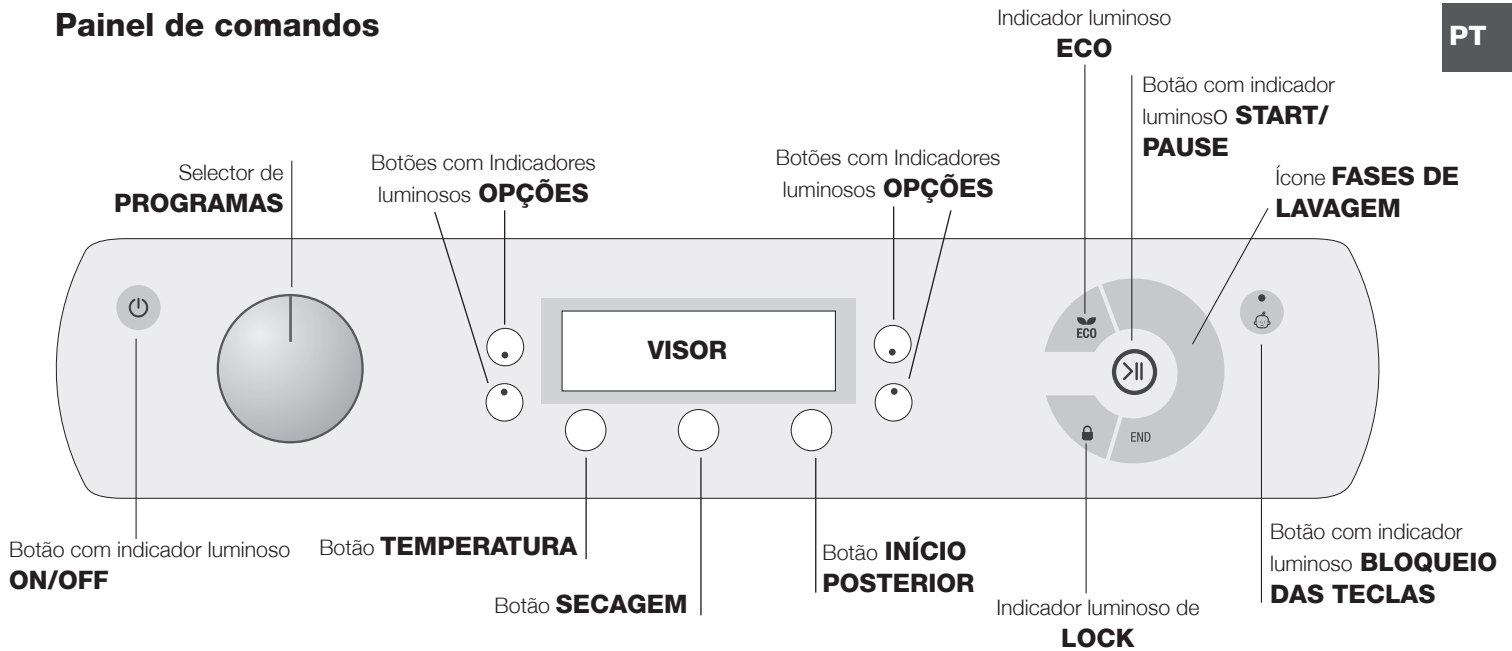 Painel de comandos
PT
Indicador luminoso
ECO
Botão com indicador
luminosO START/
PAUSE
Ícone FASES DE
LAVAGEM
Selector de
PROGRAMAS
Botões com Indicadores
luminosos OPÇÕES
Botões com Indicadores
luminosos OPÇÕES
VISOR
ECO
END
Botão com indicador luminoso
ON/OFF
Botão TEMPERATURA
Botão SECAGEM
Botão INÍCIO
POSTERIOR
Indicador luminoso de
LOCK
Botão com indicador
luminoso BLOQUEIO
DAS TECLAS